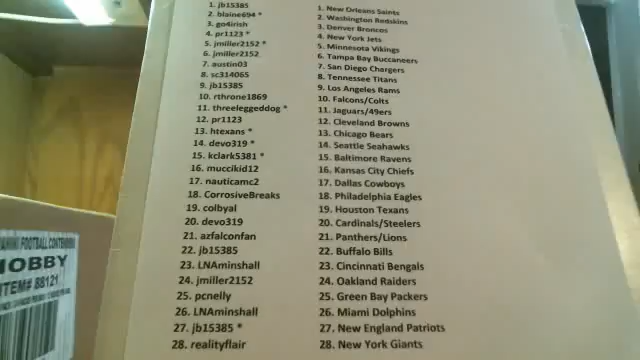 1. jb15385 1. New Orleans Saints
2. blaine694 * 2. Washington Redskins
3. go4irish 3. Denver Broncos
4. pr1123 * 4. New York Jets
5. jmiller2152 * 5. Minnesota Vikings
6. jmiller2152 6. Tampa Bay Buccaneers
7. austin03 7. San Diego Chargers
8. sc314065 8. Tennessee Titans
9. jb15385 9. Los Angeles Rams
10. rthrone1869 10. Falcons/Colts
11. threeleggeddog * 11. Jaguars/49ers
12. pr1123 12. Cleveland Browns
13. htexans * 13. Chicago Bears
14. devo319 * 14. Seattle Seahawks
15. kclark5381 * 15. Baltimore Ravens
16. muccikid12 16. Kansas City Chiefs
17. nauticamc2 17. Dallas Cowboys
18. CorrosiveBreaks 18. Philadelphia Eagles
19. colbyal 19. Houston Texans
20. devo319 20. Cardinals/Steelers
21. azfalconfan 21. Panthers/Lions
22. jb15385 22. Buffalo Bills
23. LNAminshall 23. Cincinnati Bengals
24. jmiller2152 24. Oakland Raiders
25. pcnelly 25. Green Bay Packers
26. LNAminshall 26. Miami Dolphins
27. jb15385 * 27. New England Patriots
28. realityflair 28. New York Giants
FOOTBALL
HOBBY
ITEM# 88121